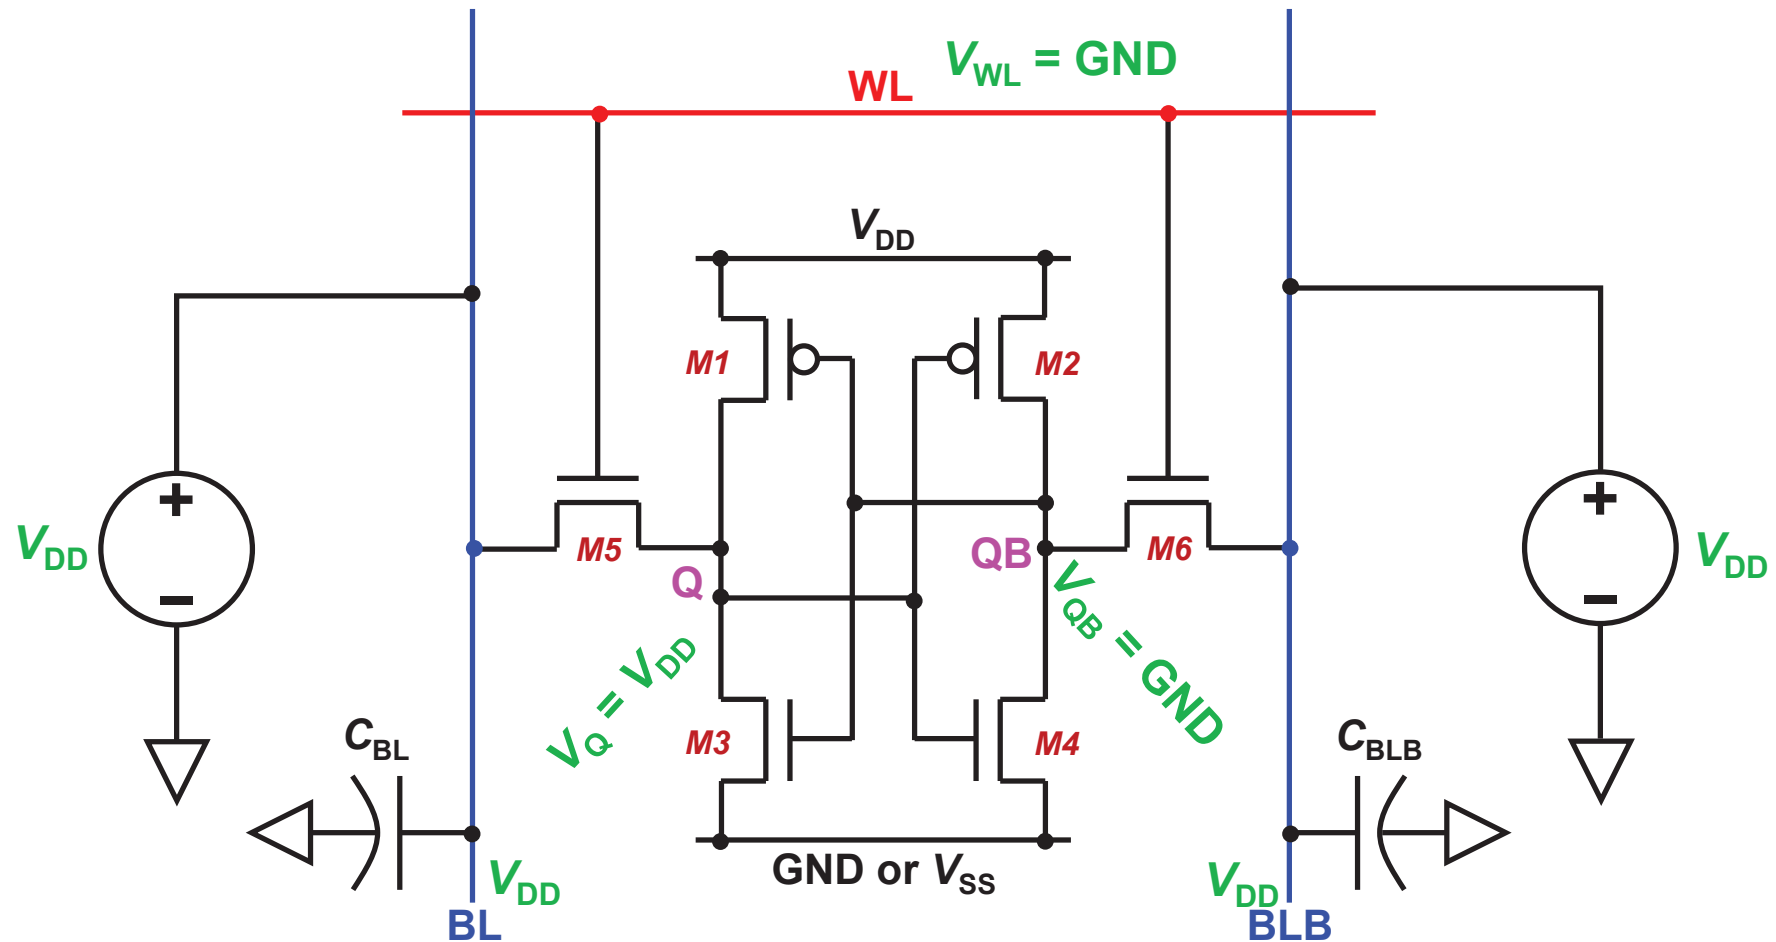 V_WL = GND
WL
V_DD
M1
M2
+
+
V_DD
M5
QB
M6
V_DD
Q
−
−
V_Q = V_DD
V_QB = GND
M3
M4
C_BL
C_BLB
GND or V_SS
V_DD
V_DD
BL
BLB